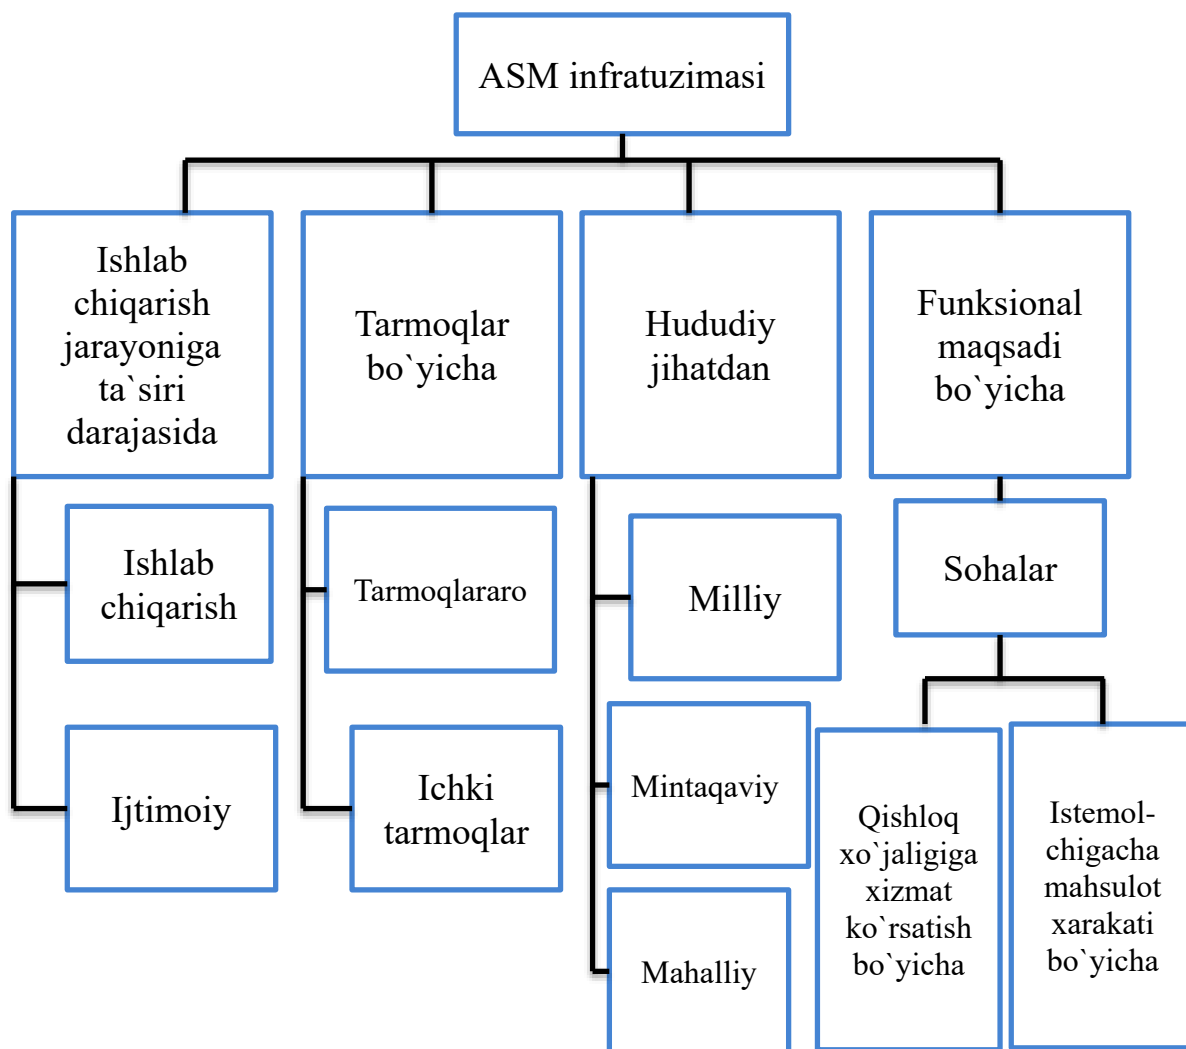 ASM infratuzimasi
Ishlab
chiqarish
jarayoniga
ta`siri
darajasida
Tarmoqlar
bo`yicha
Hududiy
jihatdan
Funksional
maqsadi
bo`yicha
Ishlab
chiqarish
Ijtimoiy
Tarmoqlararo
Ichki
tarmoqlar
Milliy
Mintaqaviy
Mahalliy
Sohalar
Qishloq
xo`jaligiga
xizmat
ko`rsatish
bo`yicha
Istemol-
chigacha
mahsulot
xarakati
bo`yicha